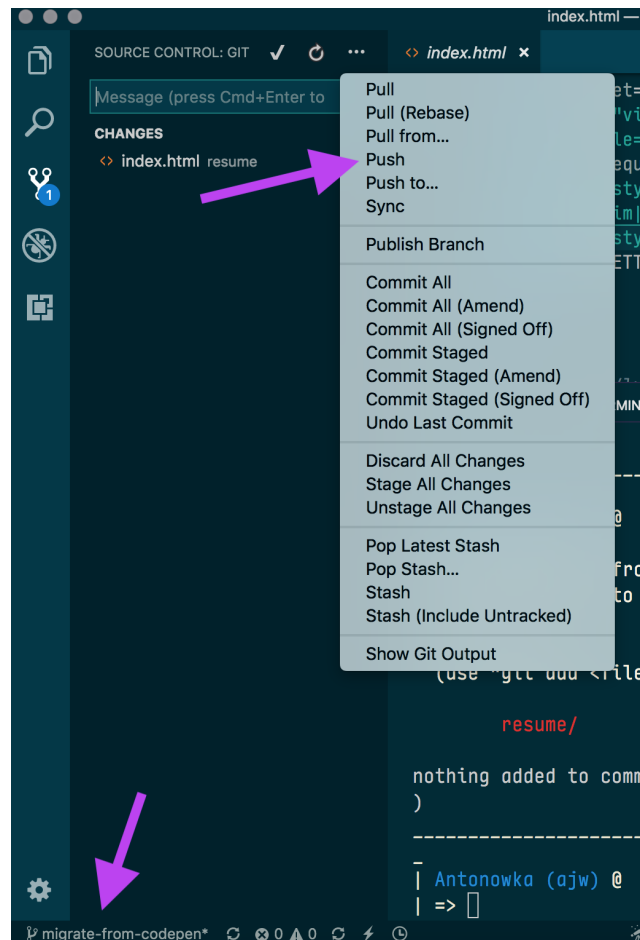 index.html —
SOURCE CONTROL: GIT
index.html
Message (press Cmd+Enter to
CHANGES
index.html resume
1
Pull
Pull (Rebase)
Pull from...
Push
Push to...
Sync
Publish Branch
Commit All
Commit All (Amend)
Commit All (Signed Off)
Commit Staged
Commit Staged (Amend)
Commit Staged (Signed Off)
Undo Last Commit
Discard All Changes
Stage All Changes
Unstage All Changes
Pop Latest Stash
Pop Stash...
Stash
Stash (Include Untracked)
Show Git Output
resume/
nothing added to comm
)
| Antonowka (ajw) @
| =>
migrate-from-codepen* 0 0